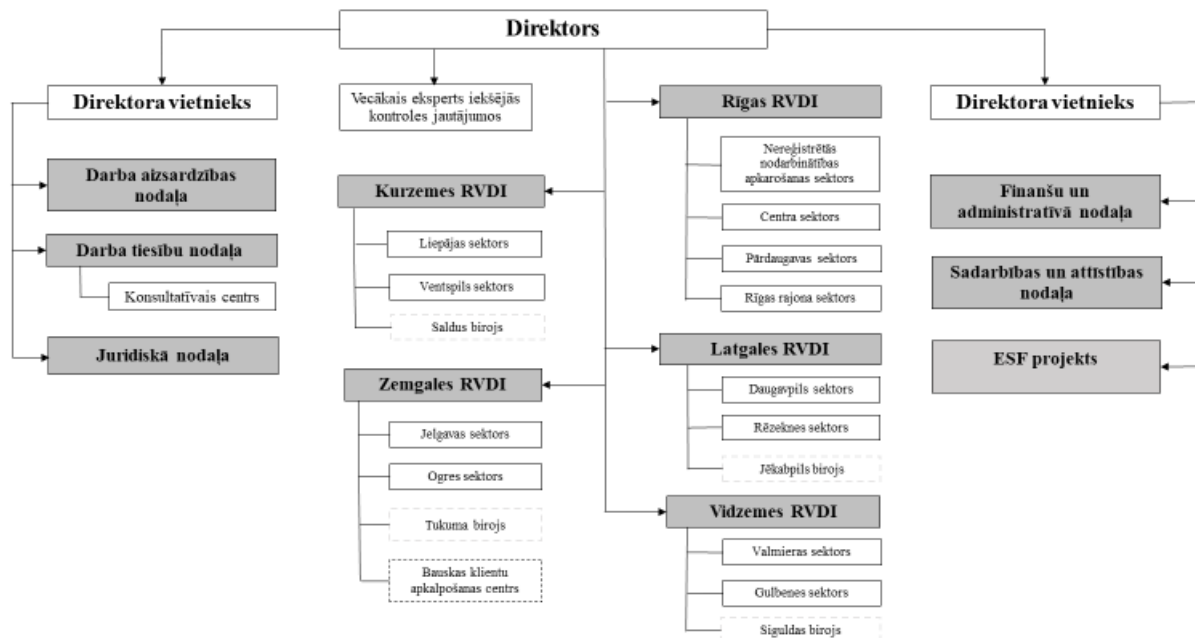 Direktors
Direktora vietnieks
Darba aizsardzības
nodaļa
Darba tiesību nodaļa
Konsultatīvais centrs
Juridiskā nodaļa
Vecākais eksperts iekšējās
kontroles jautājumos
Kurzemes RVDI
Liepājas sektors
Ventspils sektors
Saldus birojs
Zemgales RVDI
Jelgavas sektors
Ogres sektors
Tukuma birojs
Bauskas klientu
apkalpošanas centrs
Rīgas RVDI
Nereģistrētās
nodarbinātības
apkarošanas sektors
Centra sektors
Pārdaugavas sektors
Rīgas rajona sektors
Latgales RVDI
Daugavpils sektors
Rēzeknes sektors
Jēkabpils birojs
Vidzemes RVDI
Valmieras sektors
Gulbenes sektors
Siguldas birojs
Direktora vietnieks
Finanšu un
administratīvā nodaļa
Sadarbības un attīstības
nodaļa
ESF projekts